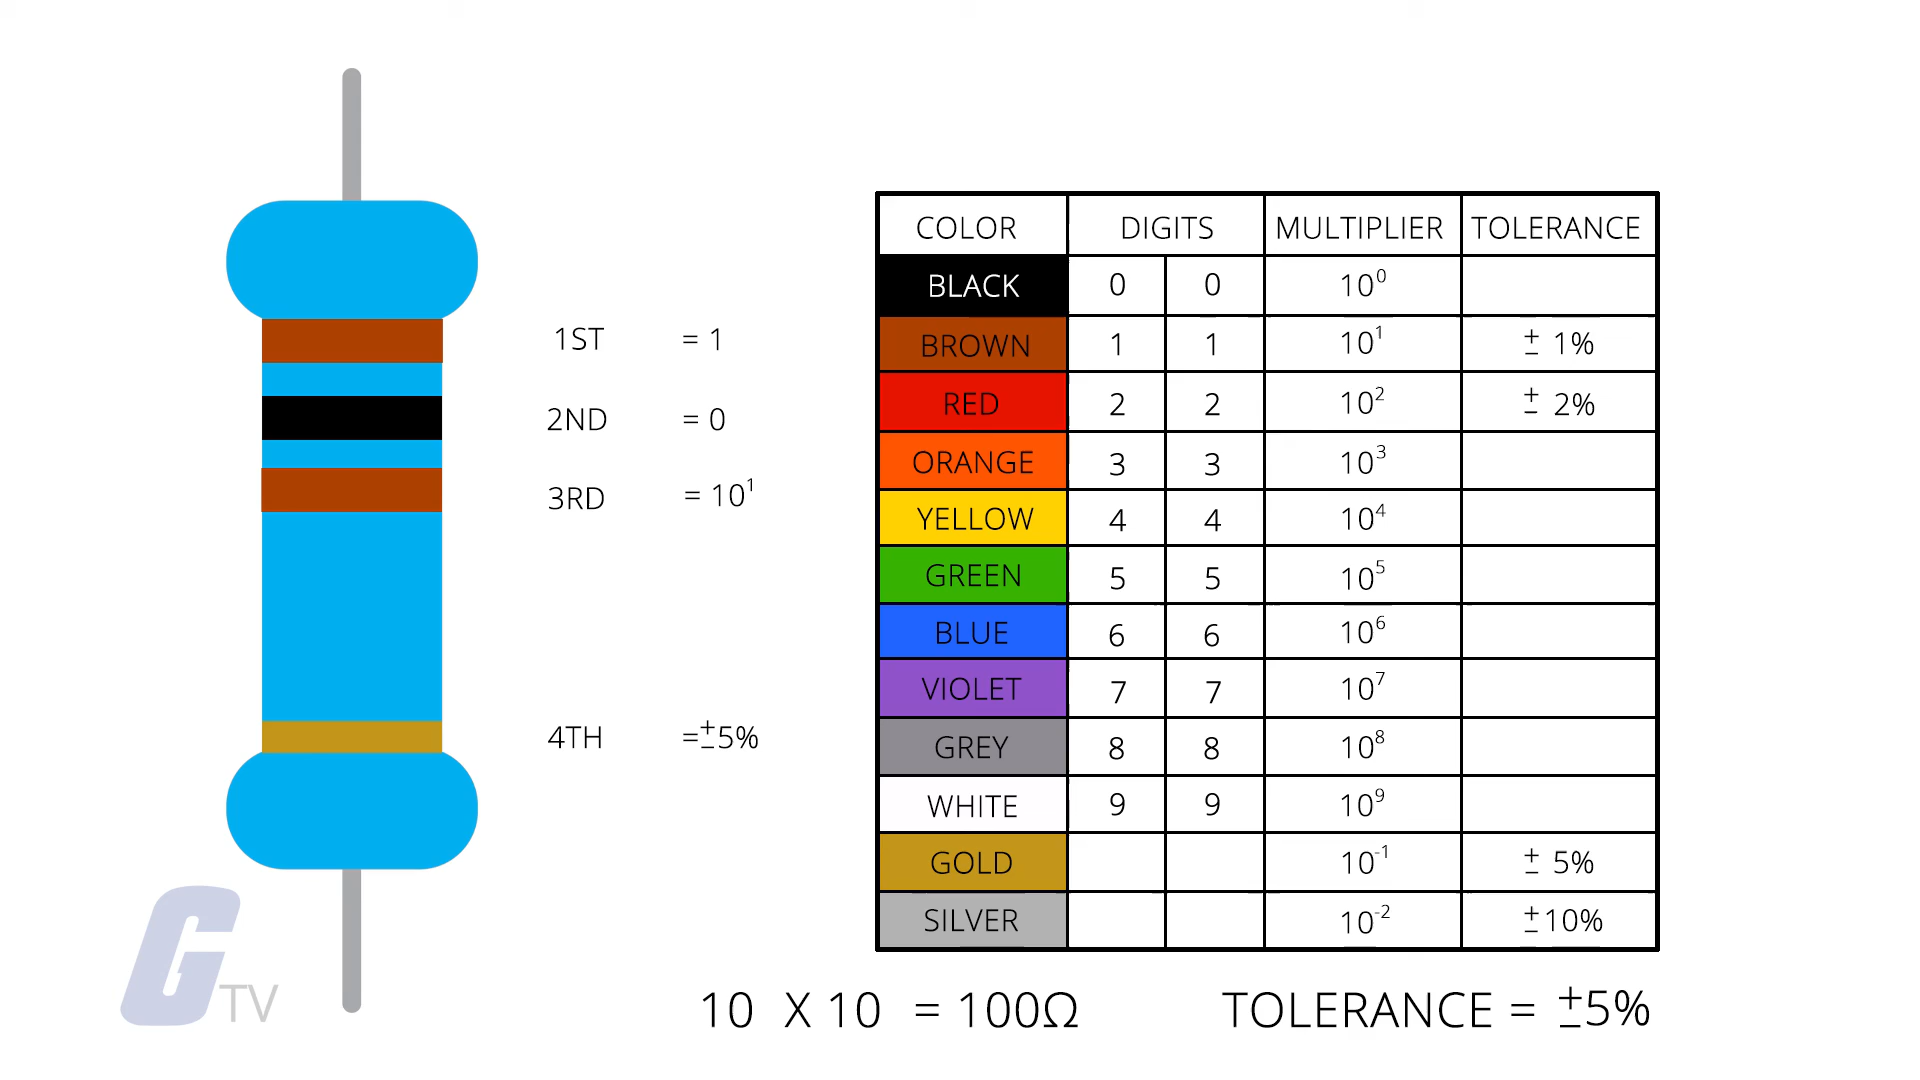 1ST = 1
2ND = 0
3RD = 10¹
4TH =±5%
COLOR DIGITS MULTIPLIER TOLERANCE
BLACK 0 0 10⁰
BROWN 1 1 10¹ ± 1%
RED 2 2 10² ± 2%
ORANGE 3 3 10³
YELLOW 4 4 10⁴
GREEN 5 5 10⁵
BLUE 6 6 10⁶
VIOLET 7 7 10⁷
GREY 8 8 10⁸
WHITE 9 9 10⁹
GOLD 10⁻¹ ± 5%
SILVER 10⁻² ±10%
10 X 10 = 100Ω TOLERANCE = ±5%
G TV